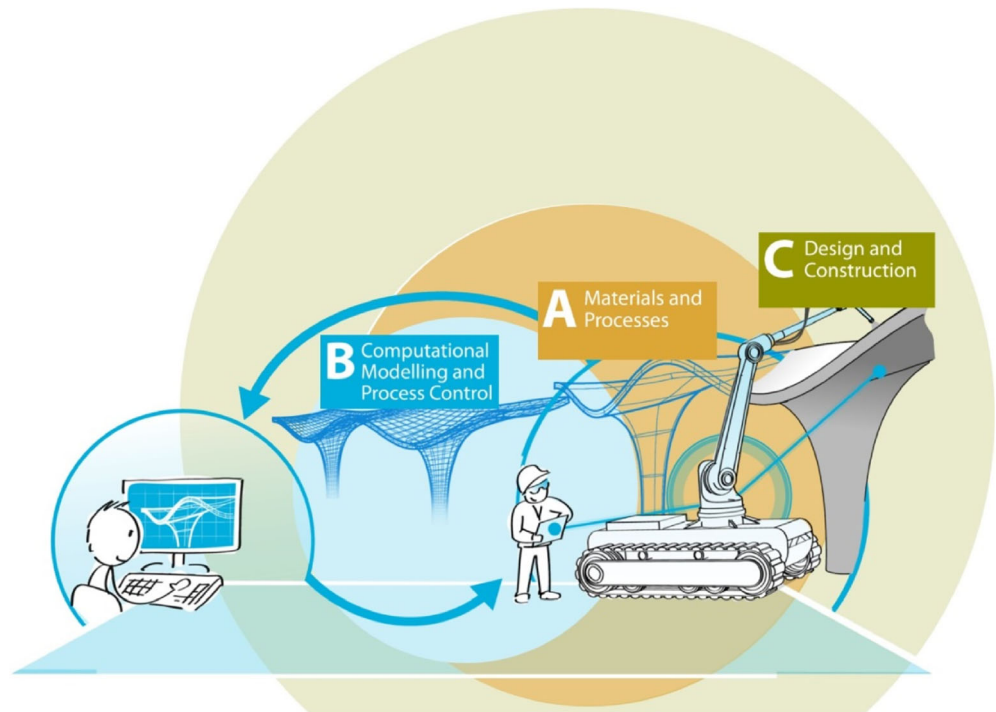 C Design and
Construction
A Materials and
Processes
B Computational
Modelling and
Process Control